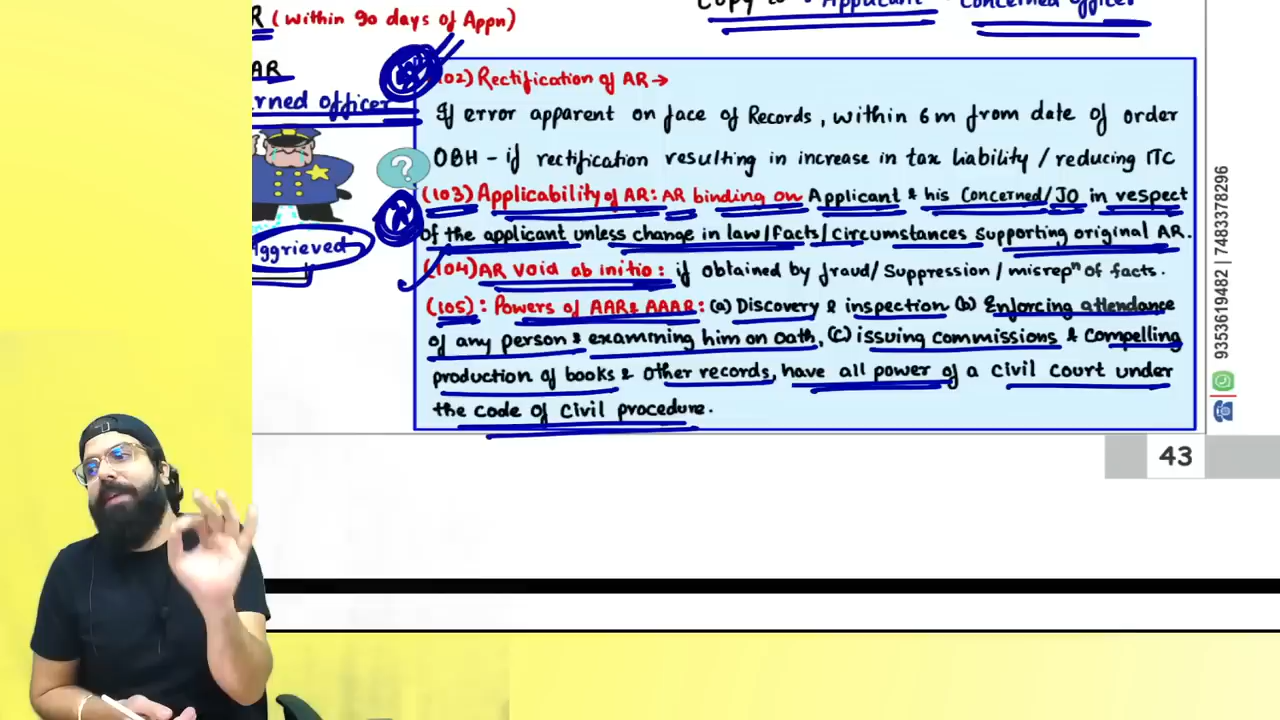 R (within 90 days of Appn)
Copy to Applicant Concerned officer
AR
rned officer
Aggrieved
102) Rectification of AR →
If error apparent on face of Records, within 6m from date of order
OBH - if rectification resulting in increase in tax liability / reducing ITC
(103) Applicability of AR: AR binding on Applicant & his Concerned/JO in respect
of the applicant unless change in law/facts/circumstances supporting original AR.
(104) AR void ab initio: if obtained by fraud/Suppression/misrepⁿ of facts.
(105): Powers of AAR & AAAR: (a) Discovery & inspection (b) Enforcing attendance
of any person & examining him on oath, (c) issuing commissions & compelling
production of books & other records, have all power of a civil court under
the code of civil procedure.
9353619482 | 7483378296
43